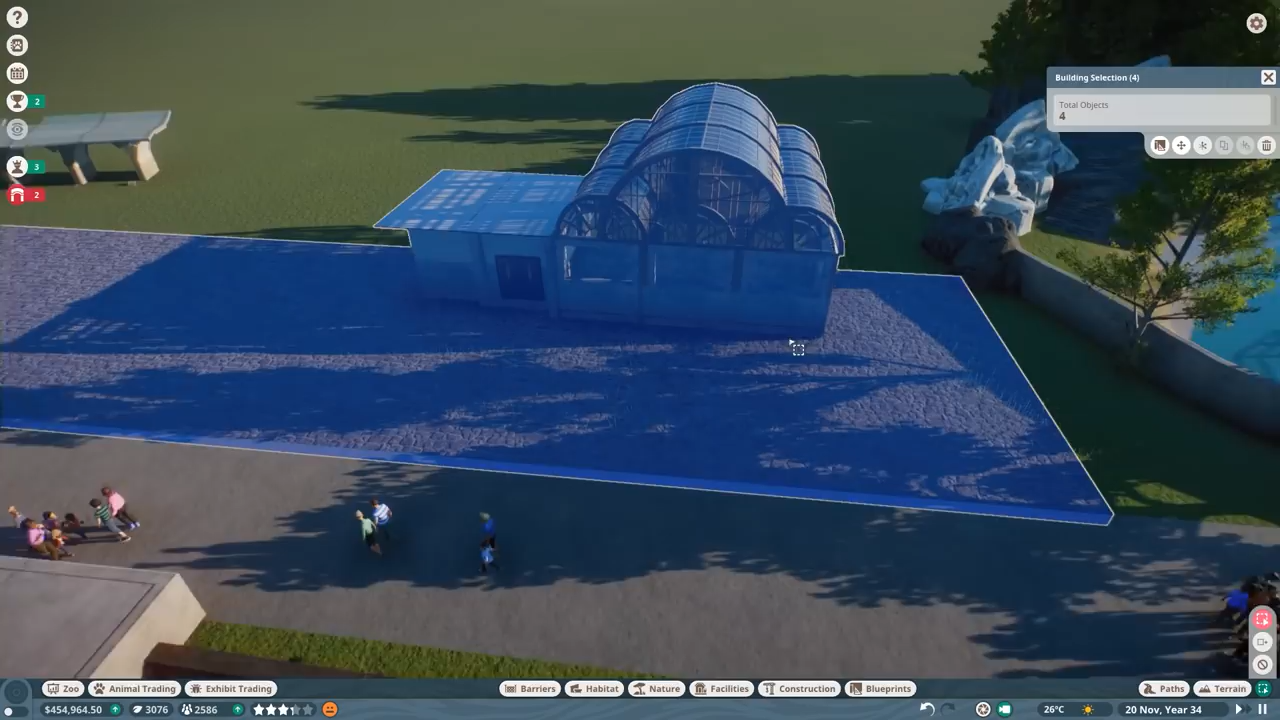 ?
2
3
2
Building Selection (4)
Total Objects
4
Zoo
Animal Trading
Exhibit Trading
Barriers
Habitat
Nature
Facilities
Construction
Blueprints
Paths
Terrain
$454,964.50
3076
2586
26°C
20 Nov, Year 34